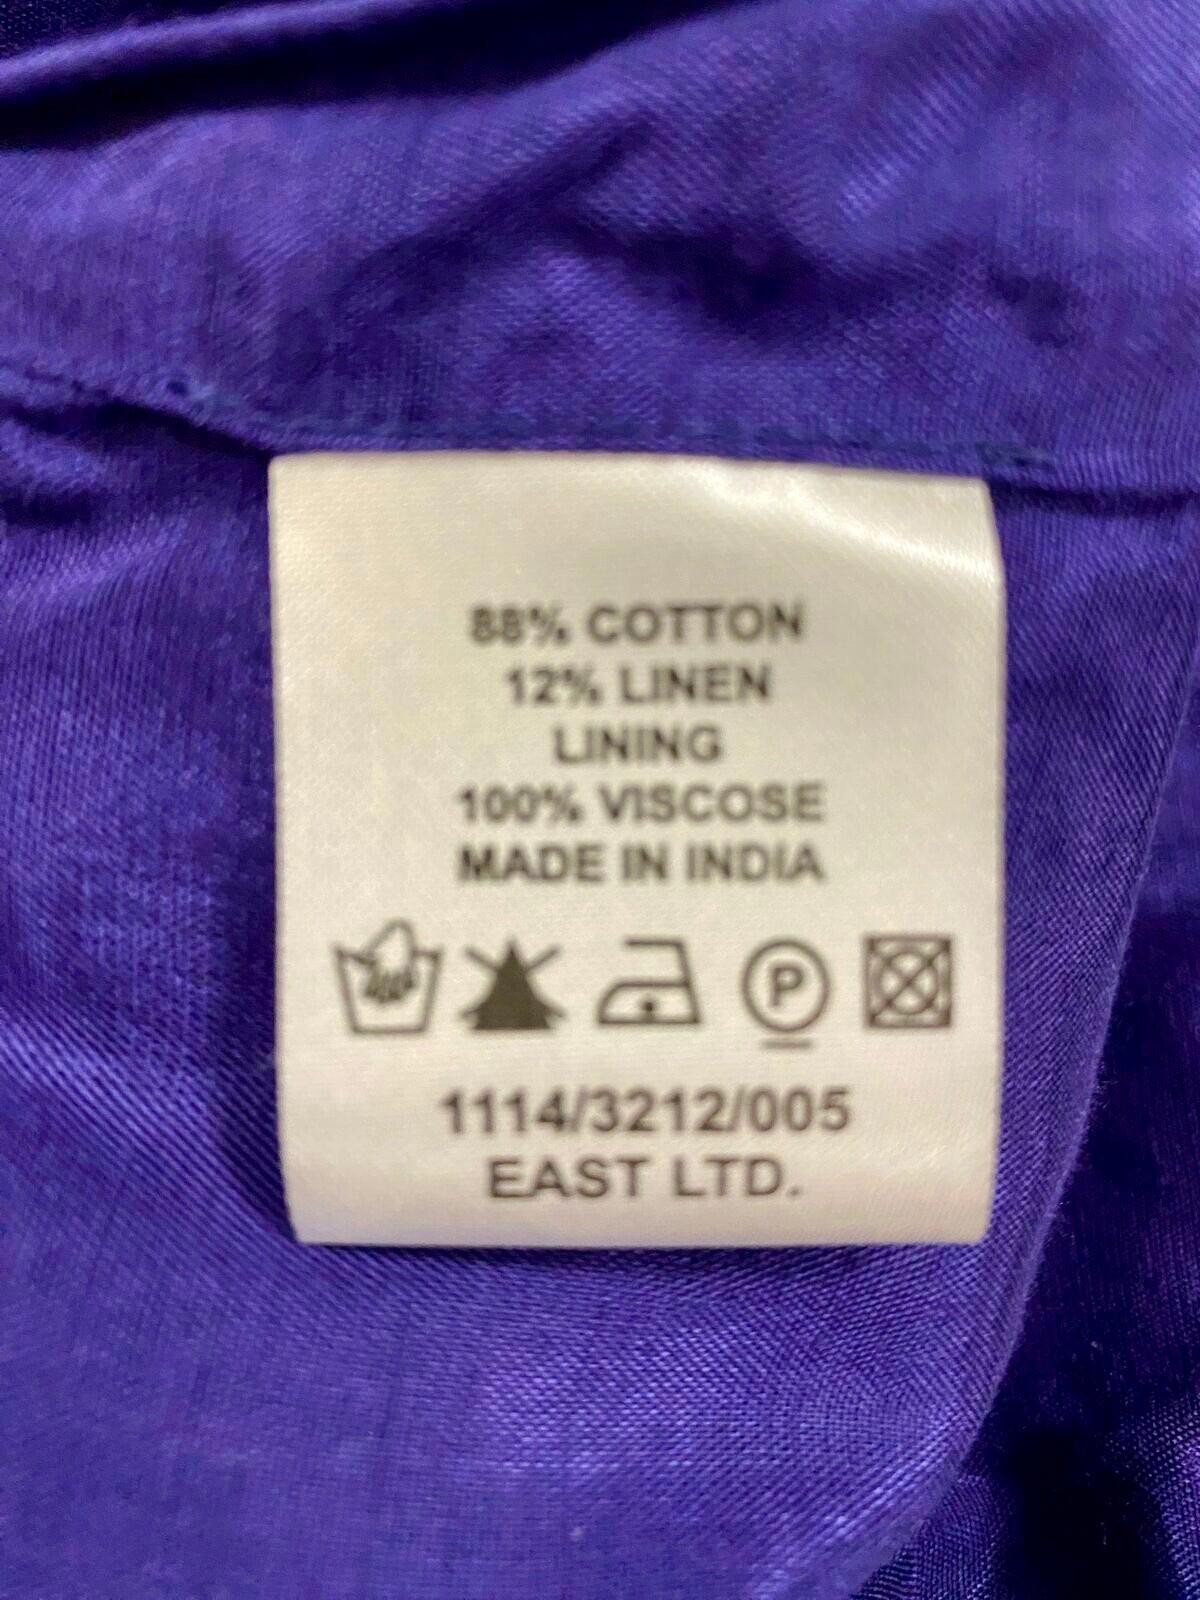 88% COTTON
12% LINEN
LINING
100% VISCOSE
MADE IN INDIA
P
1114/3212/005
EAST LTD.